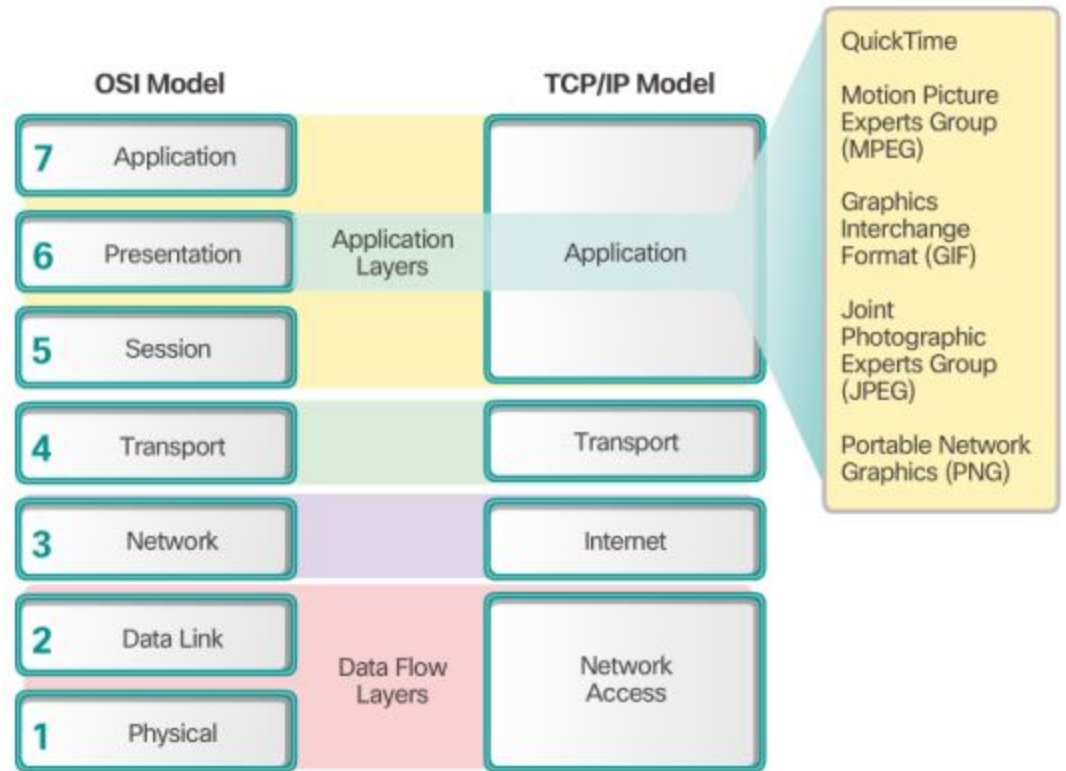 OSI Model
TCP/IP Model
7 Application
6 Presentation
5 Session
4 Transport
3 Network
2 Data Link
1 Physical
Application
Layers
Data Flow
Layers
Application
Transport
Internet
Network
Access
QuickTime
Motion Picture
Experts Group
(MPEG)
Graphics
Interchange
Format (GIF)
Joint
Photographic
Experts Group
(JPEG)
Portable Network
Graphics (PNG)